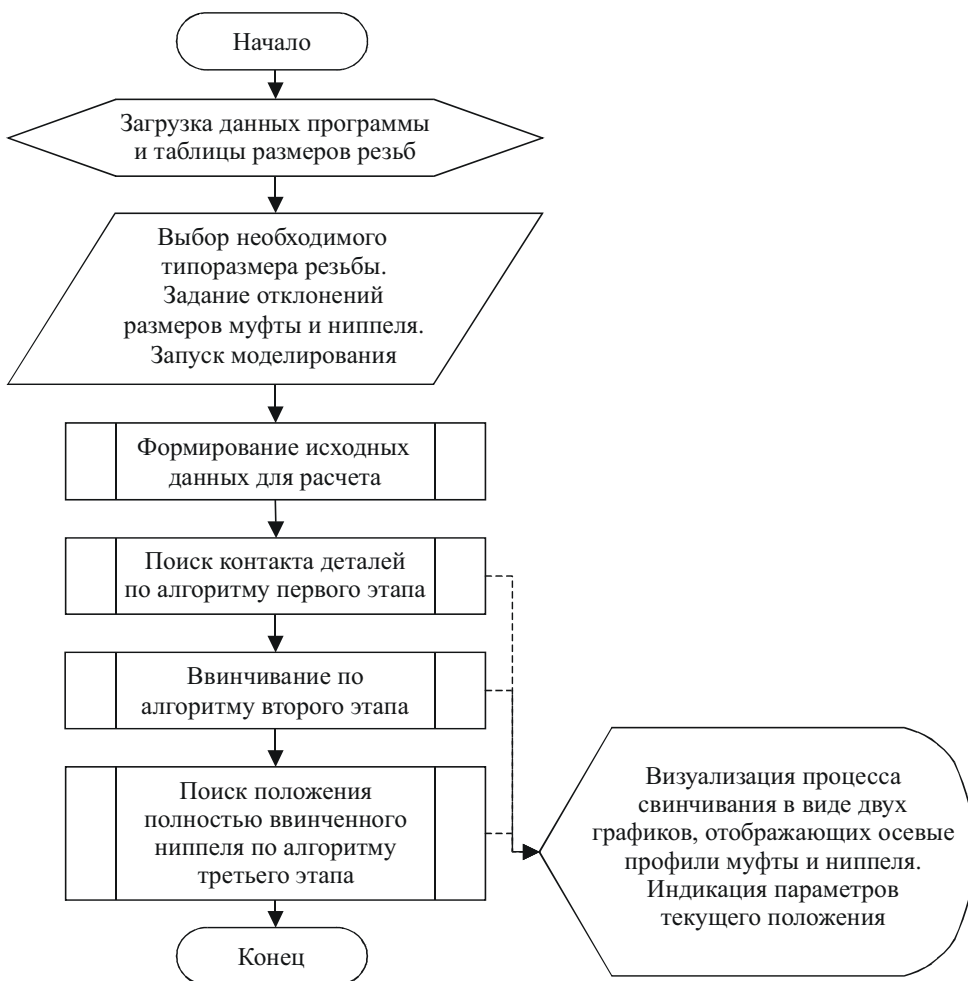 Начало
Загрузка данных программы
и таблицы размеров резьб
Выбор необходимого
типоразмера резьбы.
Задание отклонений
размеров муфты и ниппеля.
Запуск моделирования
Формирование исходных
данных для расчета
Поиск контакта деталей
по алгоритму первого этапа
Ввинчивание по
алгоритму второго этапа
Поиск положения
полностью ввинченного
ниппеля по алгоритму
третьего этапа
Визуализация процесса
свинчивания в виде двух
графиков, отображающих осевые
профили муфты и ниппеля.
Индикация параметров
текущего положения
Конец